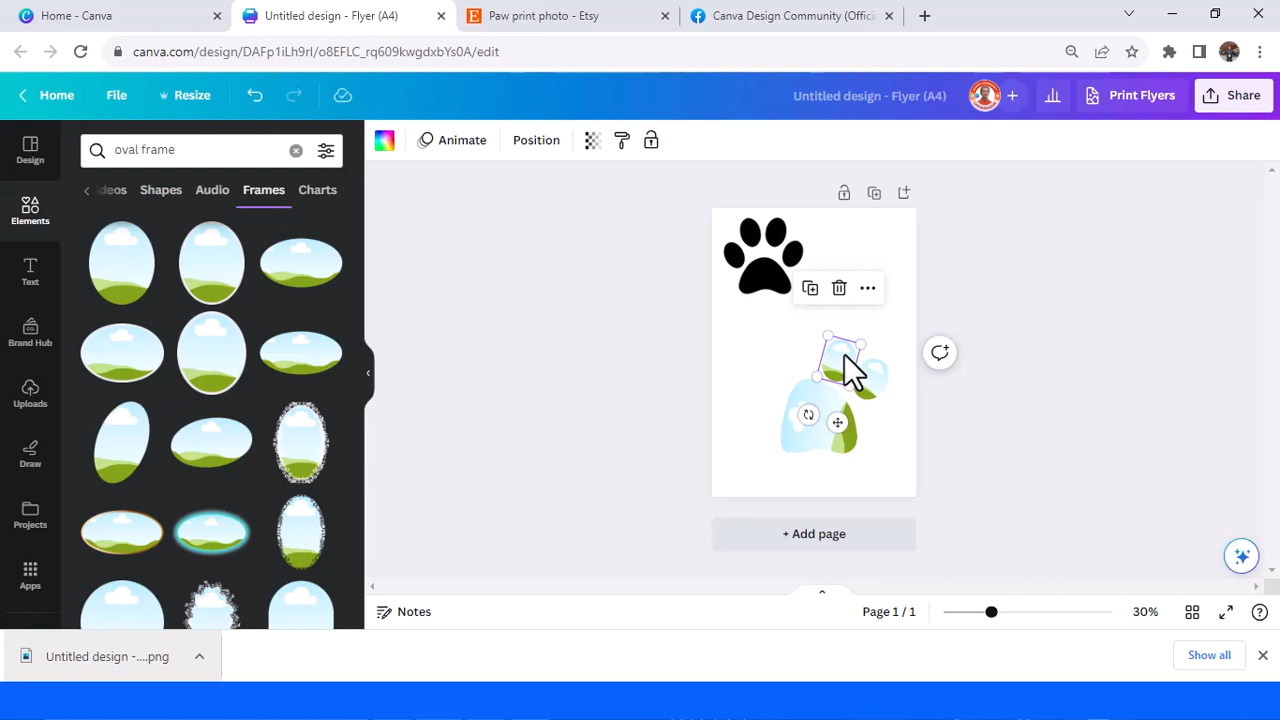 Home - Canva
Untitled design - Flyer (A4)
Paw print photo - Etsy
Canva Design Community (Offici
canva.com/design/DAFp1iLh9rI/o8EFLC_rq609kwgdxbYs0A/edit
Home
File
Resize
Untitled design - Flyer (A4)
Print Flyers
Share
oval frame
Animate
Position
Design
Elements
Text
Brand Hub
Uploads
Draw
Projects
Apps
ideos
Shapes
Audio
Frames
Charts
+ Add page
Notes
Page 1 / 1
30%
Untitled design -....png
Show all